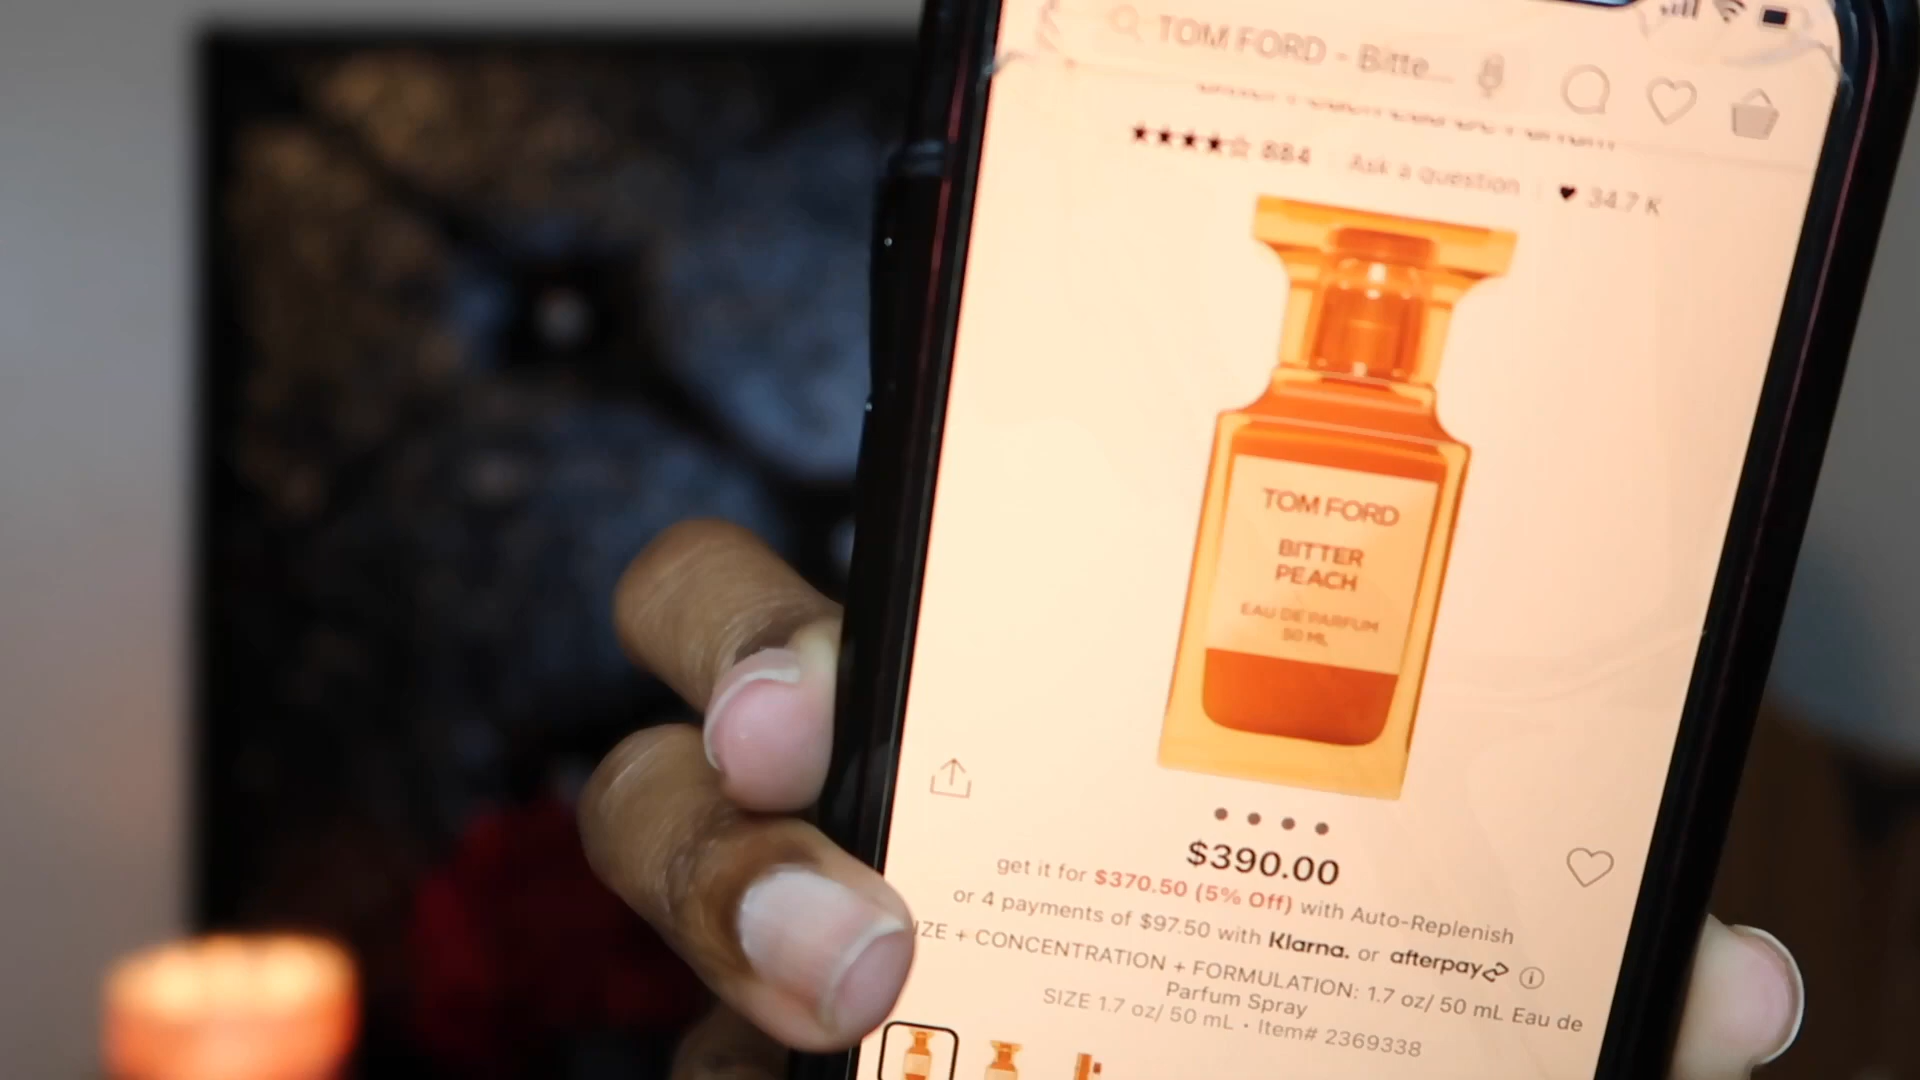 TOM FORD - Bitte...
884 Ask a question 34.7 K
TOM FORD
BITTER
PEACH
EAU DE PARFUM
50 ML
$390.00
get it for $370.50 (5% Off) with Auto-Replenish
or 4 payments of $97.50 with Klarna. or afterpay
IZE + CONCENTRATION + FORMULATION: 1.7 oz/ 50 mL Eau de
Parfum Spray
SIZE 1.7 oz/ 50 mL • Item# 2369338